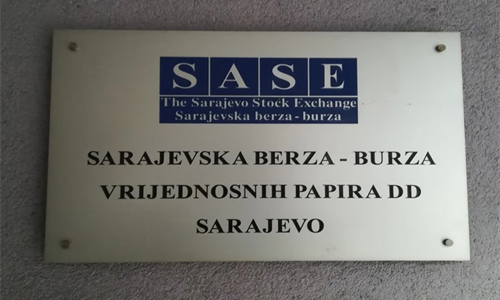 SASE
The Sarajevo Stock Exchange
Sarajevska berza - burza
SARAJEVSKA BERZA - BURZA
VRIJEDNOSNIH PAPIRA DD
SARAJEVO